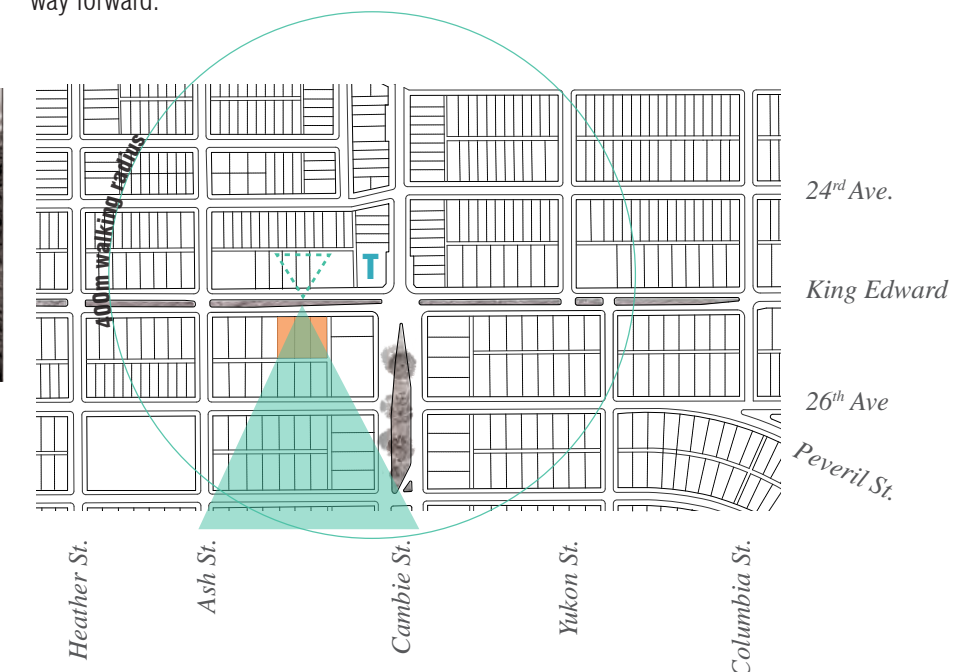 way forward.
400m walking radius
T
24rd Ave.
King Edward
26th Ave
Peveril St.
Heather St.
Ash St.
Cambie St.
Yukon St.
Columbia St.